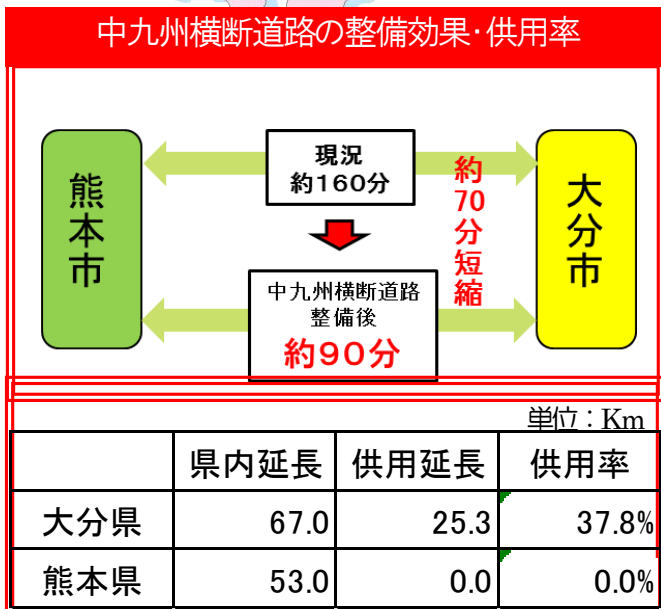 中九州横断道路の整備効果･供用率
熊本市
現況
約160分
約70分短縮
大分市
中九州横断道路
整備後
約90分
単位：Km
県内延長 供用延長 供用率
大分県 67.0 25.3 37.8%
熊本県 53.0 0.0 0.0%